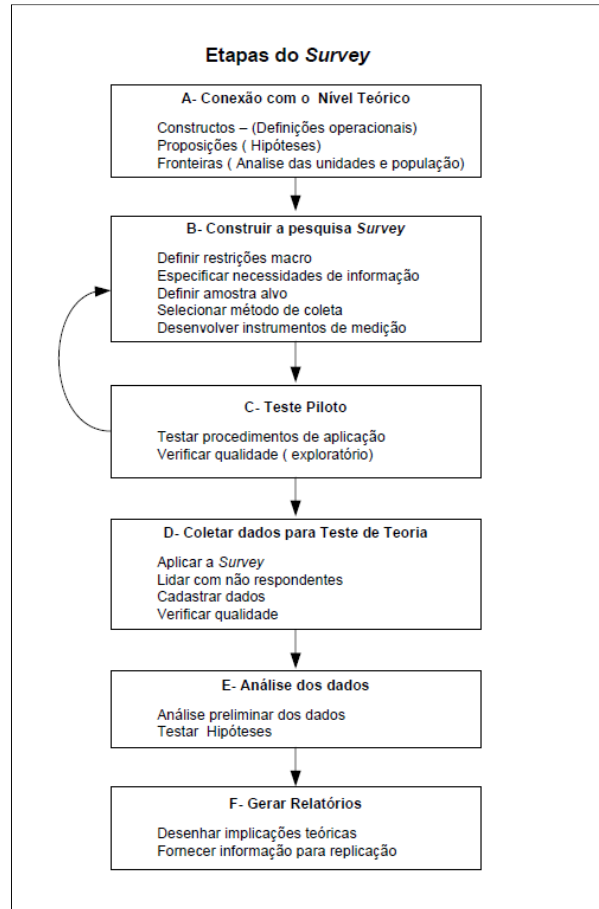 Etapas do Survey
A- Conexão com o Nível Teórico
Constructos – (Definições operacionais)
Proposições ( Hipóteses)
Fronteiras ( Analise das unidades e população)
B- Construir a pesquisa Survey
Definir restrições macro
Especificar necessidades de informação
Definir amostra alvo
Selecionar método de coleta
Desenvolver instrumentos de medição
C- Teste Piloto
Testar procedimentos de aplicação
Verificar qualidade ( exploratório)
D- Coletar dados para Teste de Teoria
Aplicar a Survey
Lidar com não respondentes
Cadastrar dados
Verificar qualidade
E- Análise dos dados
Análise preliminar dos dados
Testar Hipóteses
F- Gerar Relatórios
Desenhar implicações teóricas
Fornecer informação para replicação